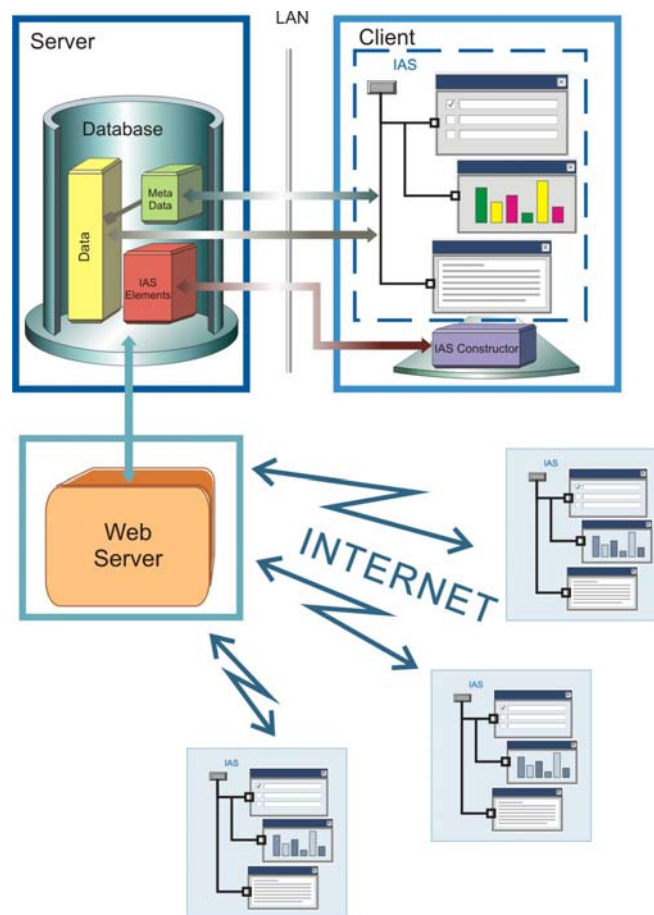 LAN
Server
Client
IAS
Database
Meta
Data
Data
IAS
Elements
IAS Constructor
Web
Server
INTERNET
IAS
IAS
IAS